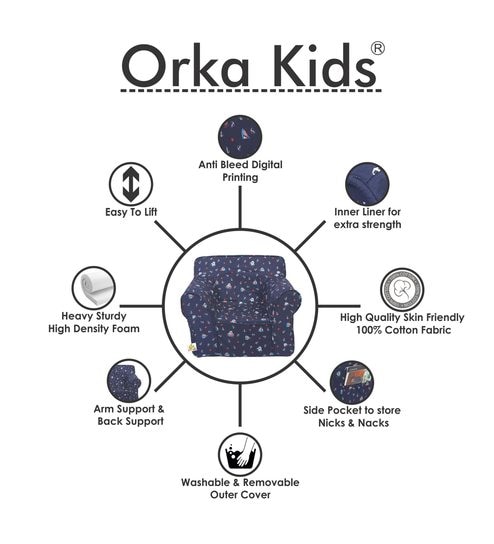 Orka Kids®
Anti Bleed Digital
Printing
Easy To Lift
Inner Liner for
extra strength
Heavy Sturdy
High Density Foam
High Quality Skin Friendly
100% Cotton Fabric
Arm Support &
Back Support
Side Pocket to store
Nicks & Nacks
Washable & Removable
Outer Cover